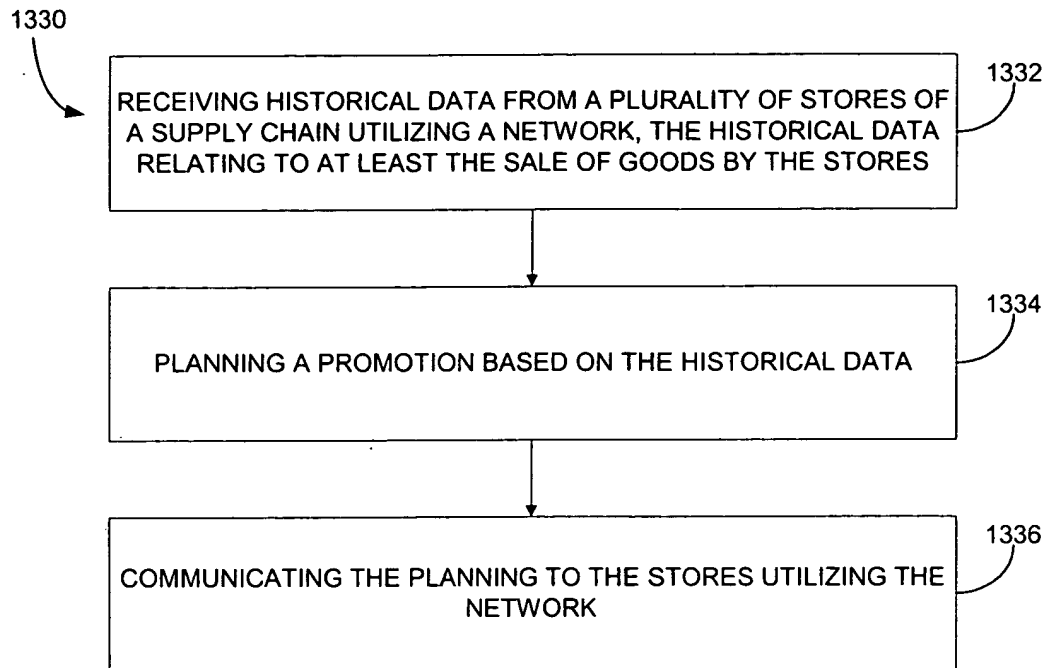 1330
1332
RECEIVING HISTORICAL DATA FROM A PLURALITY OF STORES OF
A SUPPLY CHAIN UTILIZING A NETWORK, THE HISTORICAL DATA
RELATING TO AT LEAST THE SALE OF GOODS BY THE STORES
1334
PLANNING A PROMOTION BASED ON THE HISTORICAL DATA
1336
COMMUNICATING THE PLANNING TO THE STORES UTILIZING THE
NETWORK